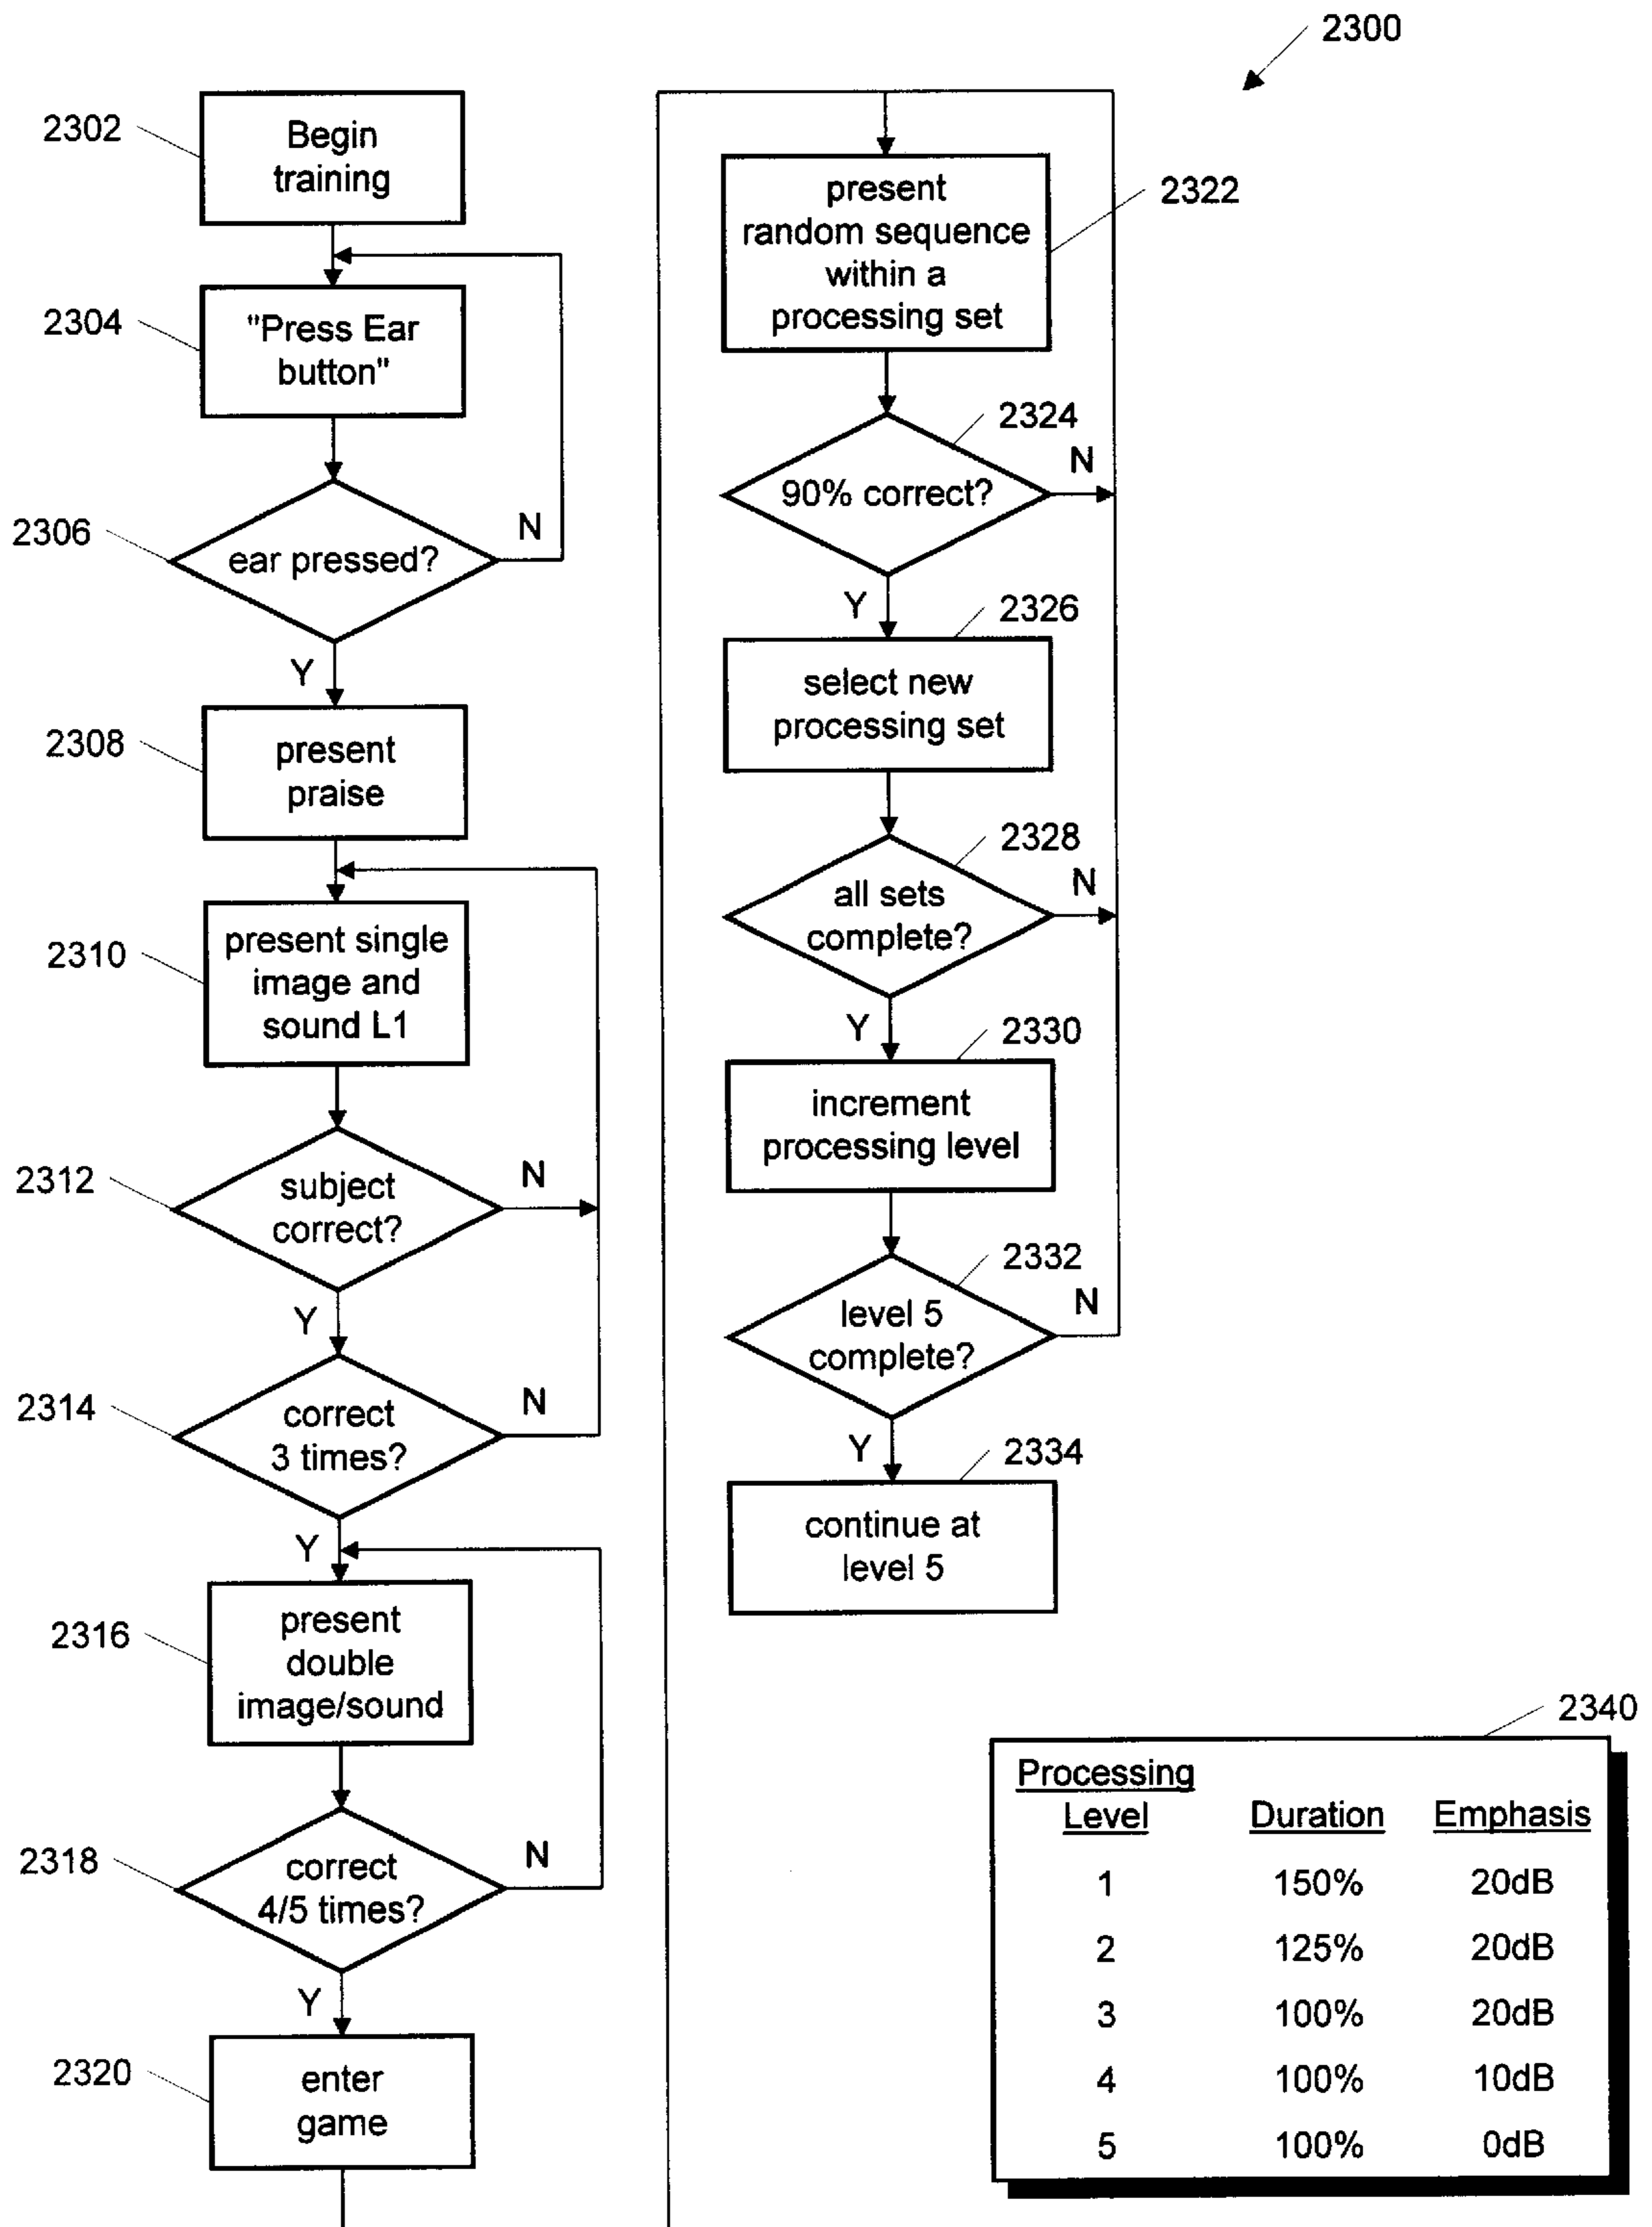 2300
2302
Begin
training
2304
"Press Ear
button"
2306
ear pressed?
N
Y
2308
present
praise
2310
present single
image and
sound L1
2312
subject
correct?
N
Y
2314
correct
3 times?
N
Y
2316
present
double
image/sound
2318
correct
4/5 times?
N
Y
2320
enter
game
present
random sequence
within a
processing set
2322
2324
90% correct?
N
Y
2326
select new
processing set
2328
all sets
complete?
N
Y
2330
increment
processing level
2332
level 5
complete?
N
Y
2334
continue at
level 5
2340
Processing
Level Duration Emphasis
1 150% 20dB
2 125% 20dB
3 100% 20dB
4 100% 10dB
5 100% 0dB